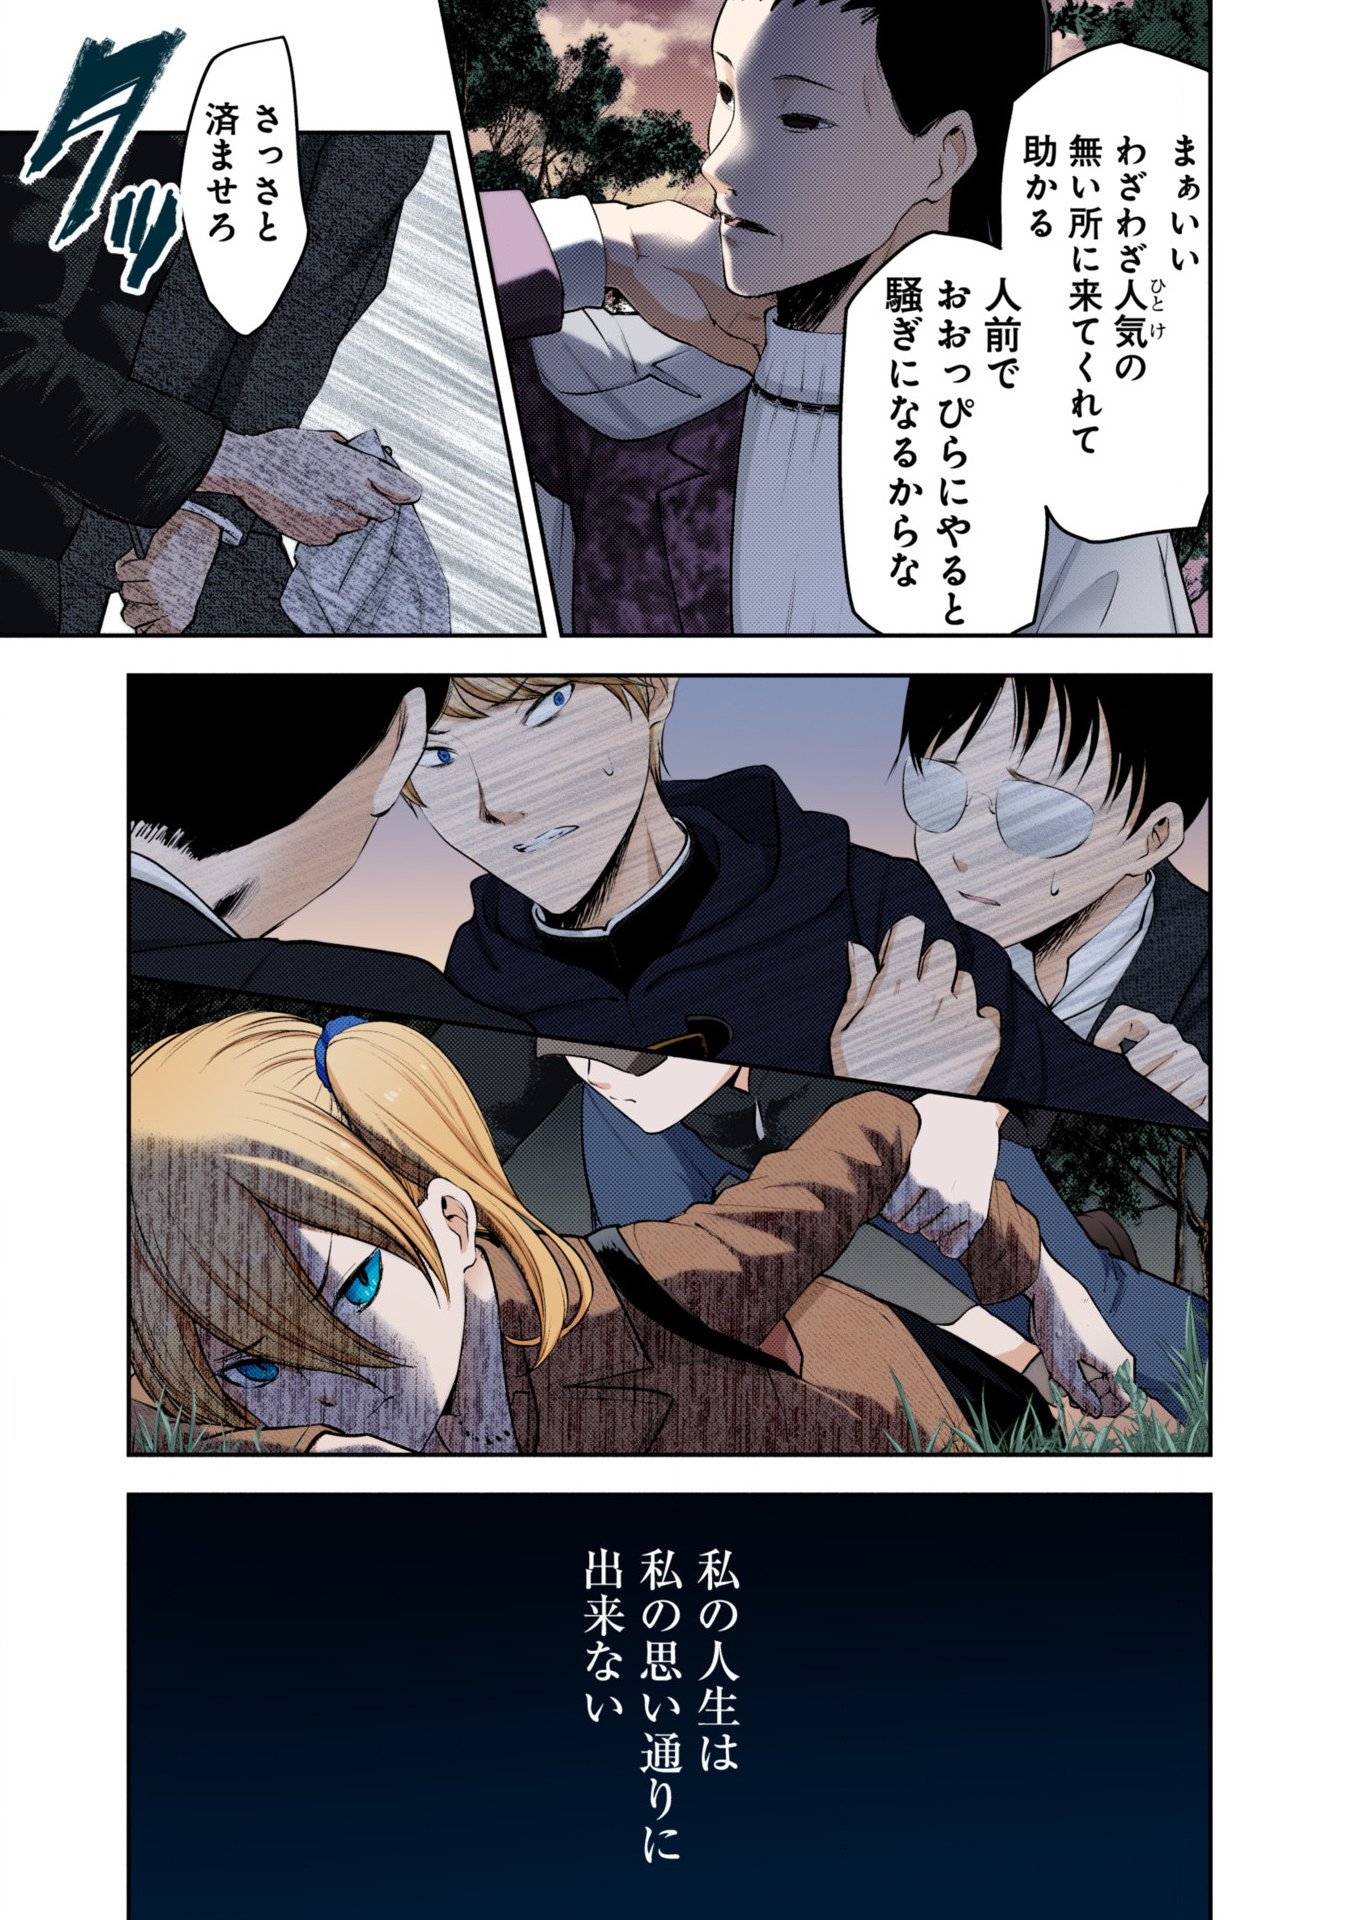 まぁいい
わざわざ人気の
ひとけ
無い所に来てくれて
助かる
人前で
おおっぴらにやると
騒ぎになるからな
さっさと
済ませろ
グッ
私の人生は
私の思い通りに
出来ない